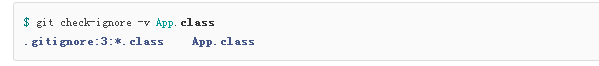 $ git check-ignore -v App.class
.gitignore:3:*.class    App.class